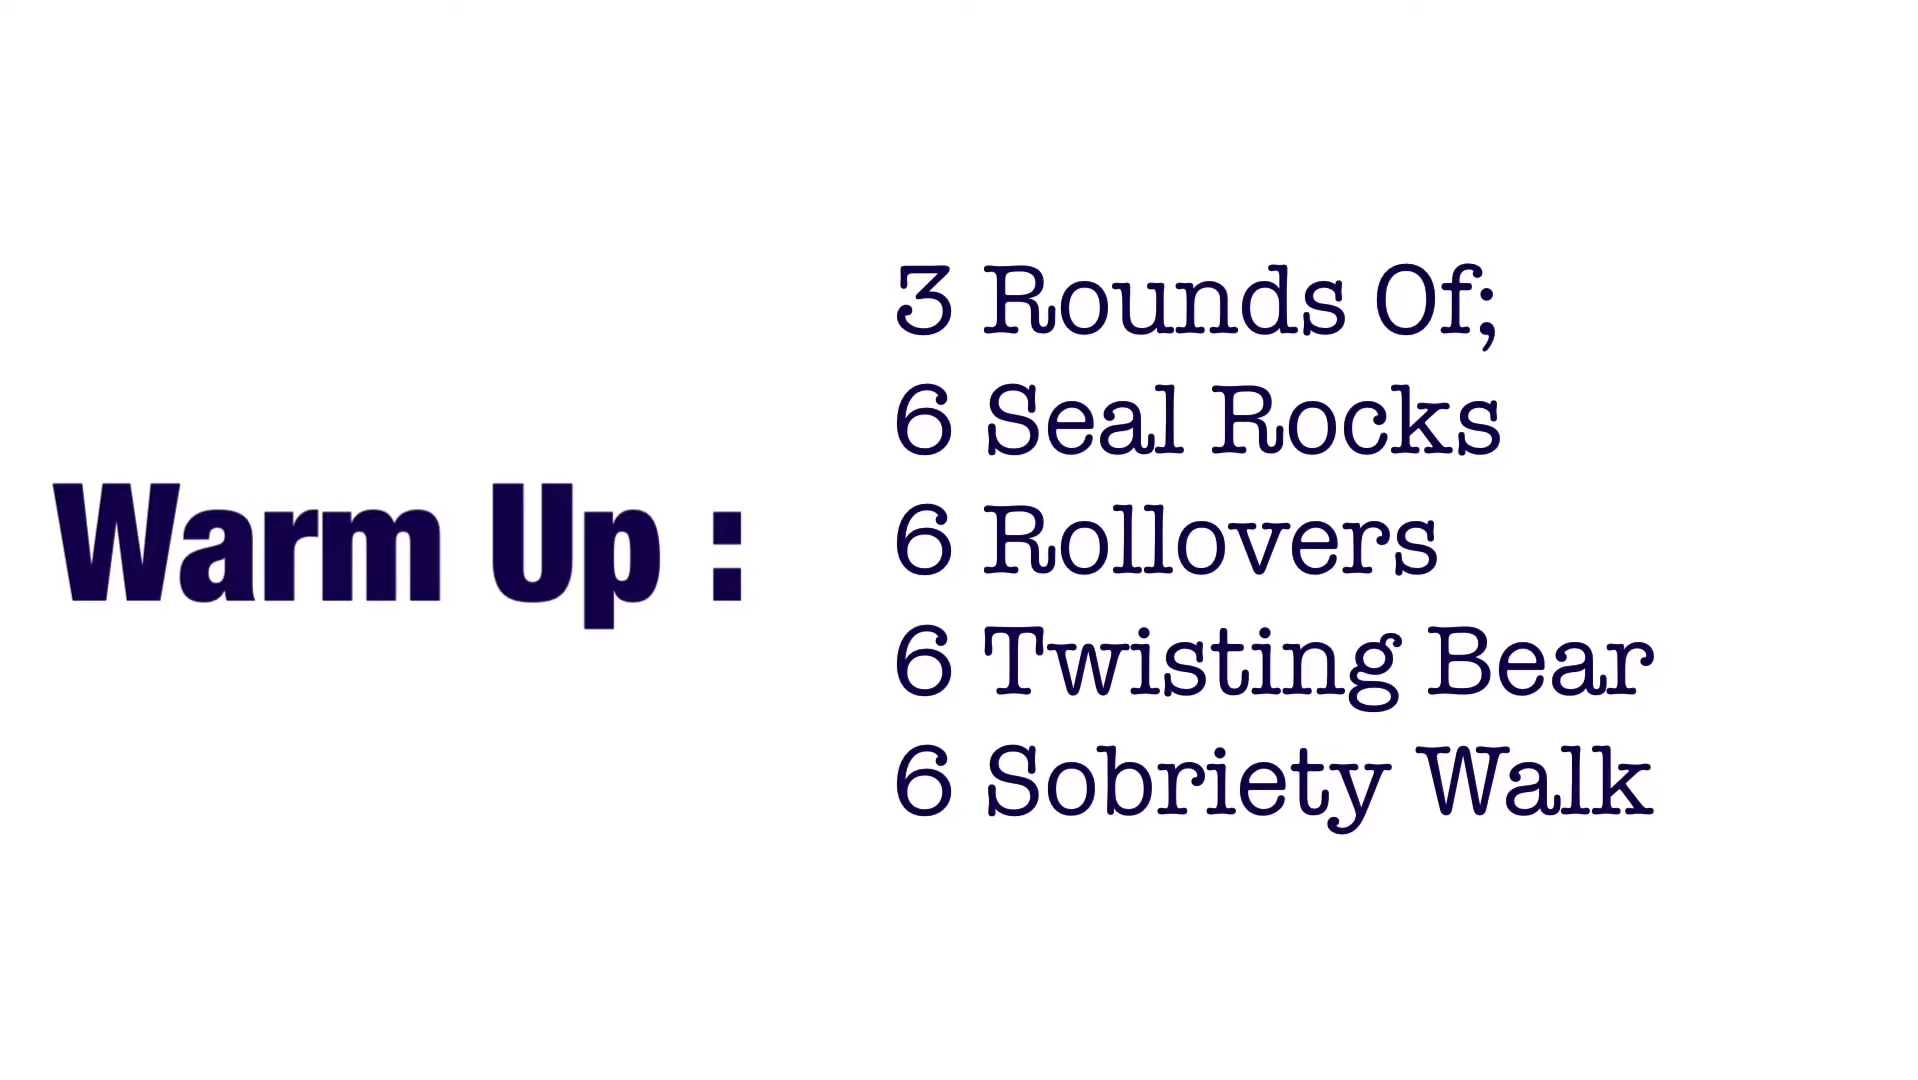 Warm Up :
3 Rounds Of;
6 Seal Rocks
6 Rollovers
6 Twisting Bear
6 Sobriety Walk